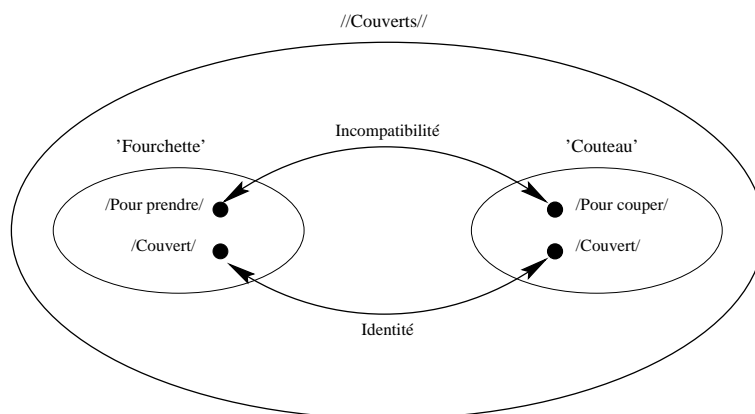 //Couverts//
Incompatibilité
’Fourchette’
’Couteau’
/Pour prendre/
/Pour couper/
/Couvert/
/Couvert/
Identité